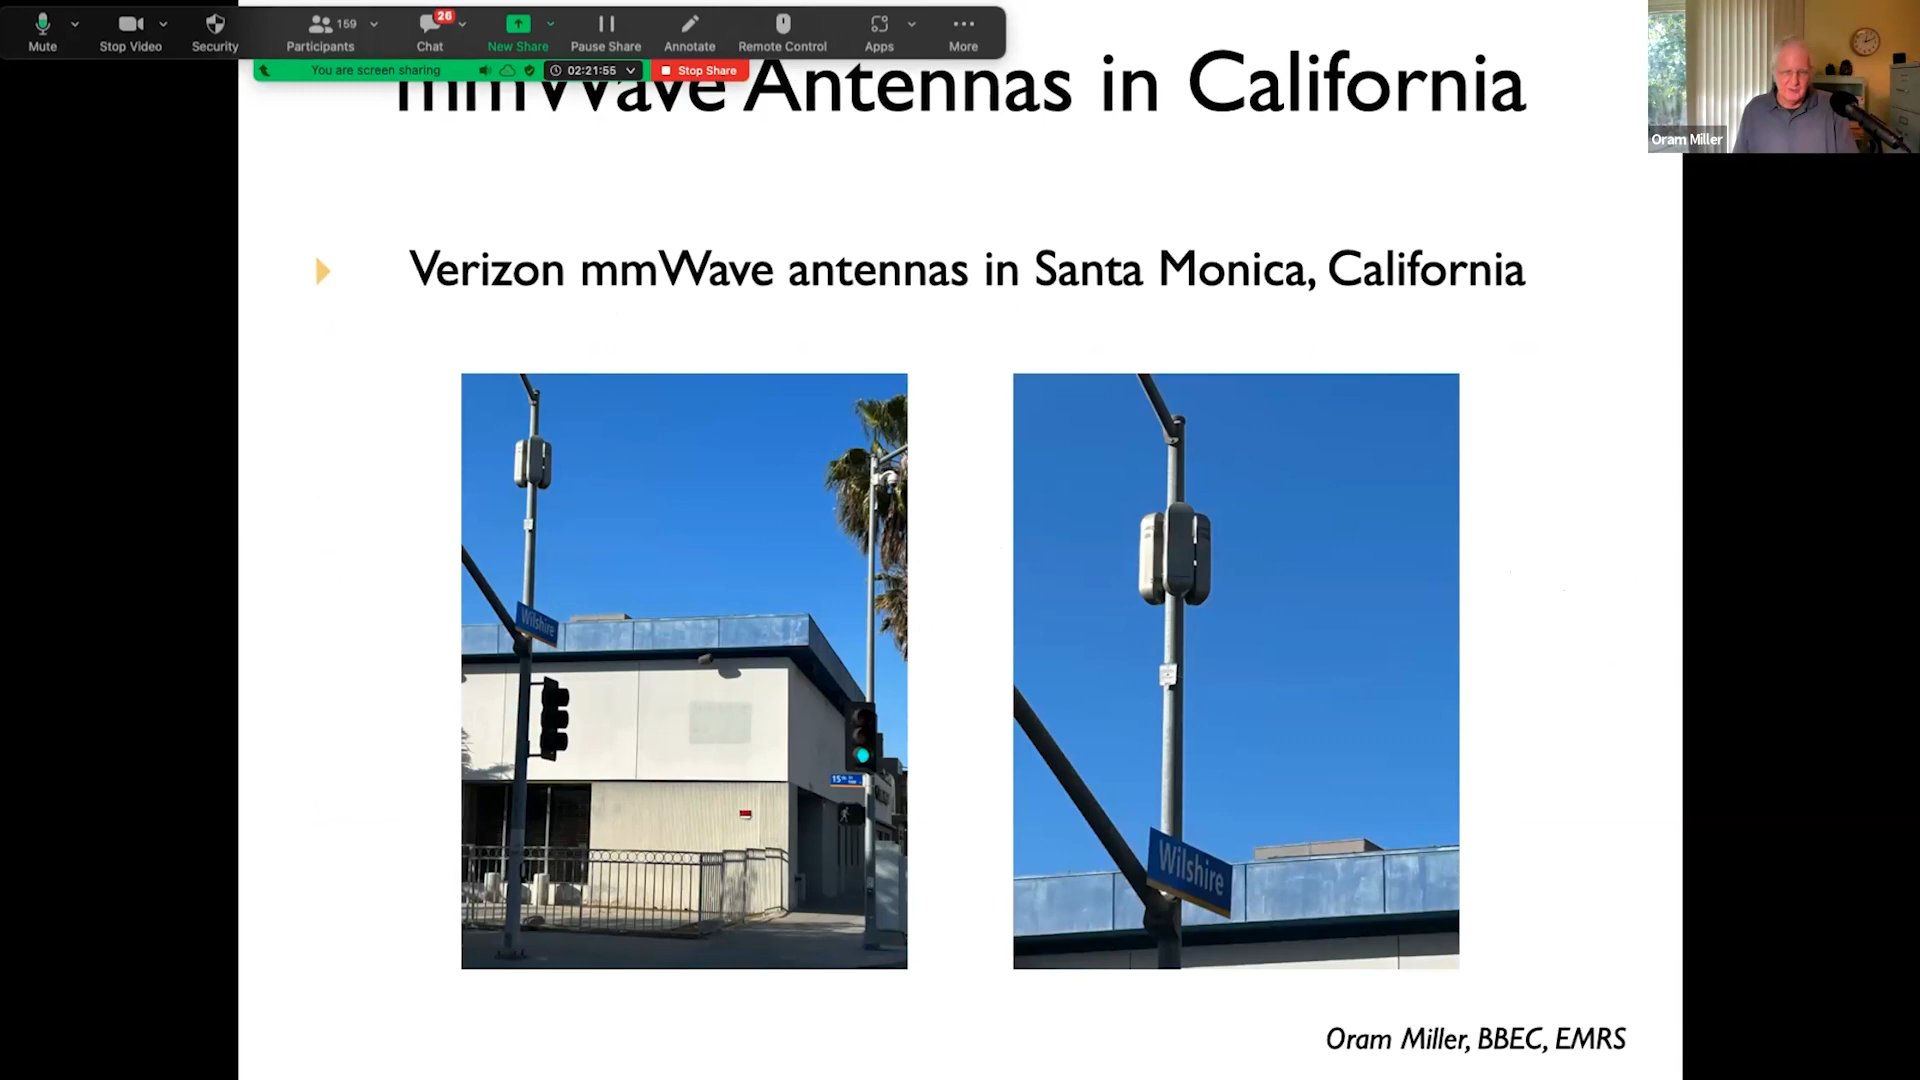 159
26
Mute
Stop Video
Security
Participants
Chat
New Share
Pause Share
Annotate
Remote Control
Apps
More
You are screen sharing
02:21:55
Stop Share
Oram Miller
mmWave Antennas in California
Verizon mmWave antennas in Santa Monica, California
Wilshire
15th St
Wilshire
Oram Miller, BBEC, EMRS